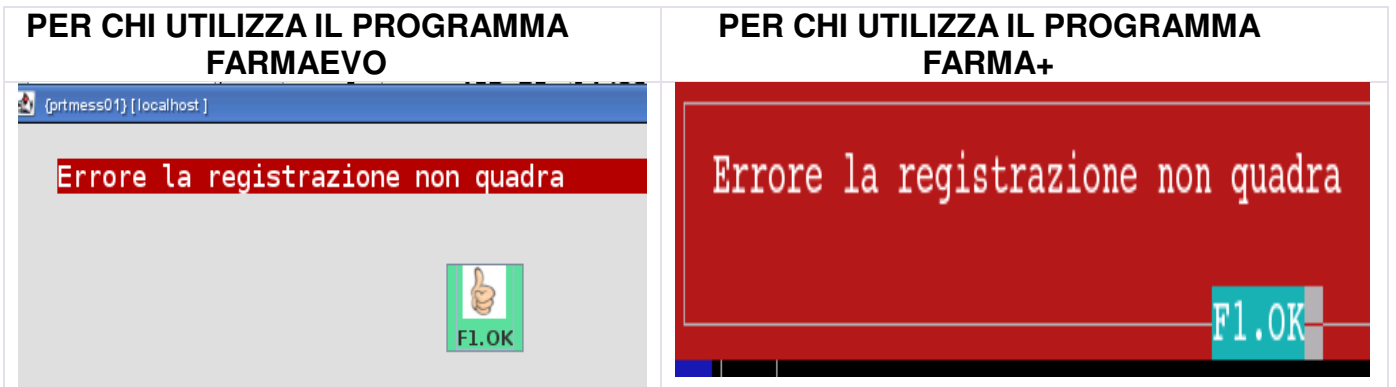 PER CHI UTILIZZA IL PROGRAMMA
FARMAEVO
PER CHI UTILIZZA IL PROGRAMMA
FARMA+
{prtmess01} [ localhost ]
Errore la registrazione non quadra
F1.OK
Errore la registrazione non quadra
F1.OK